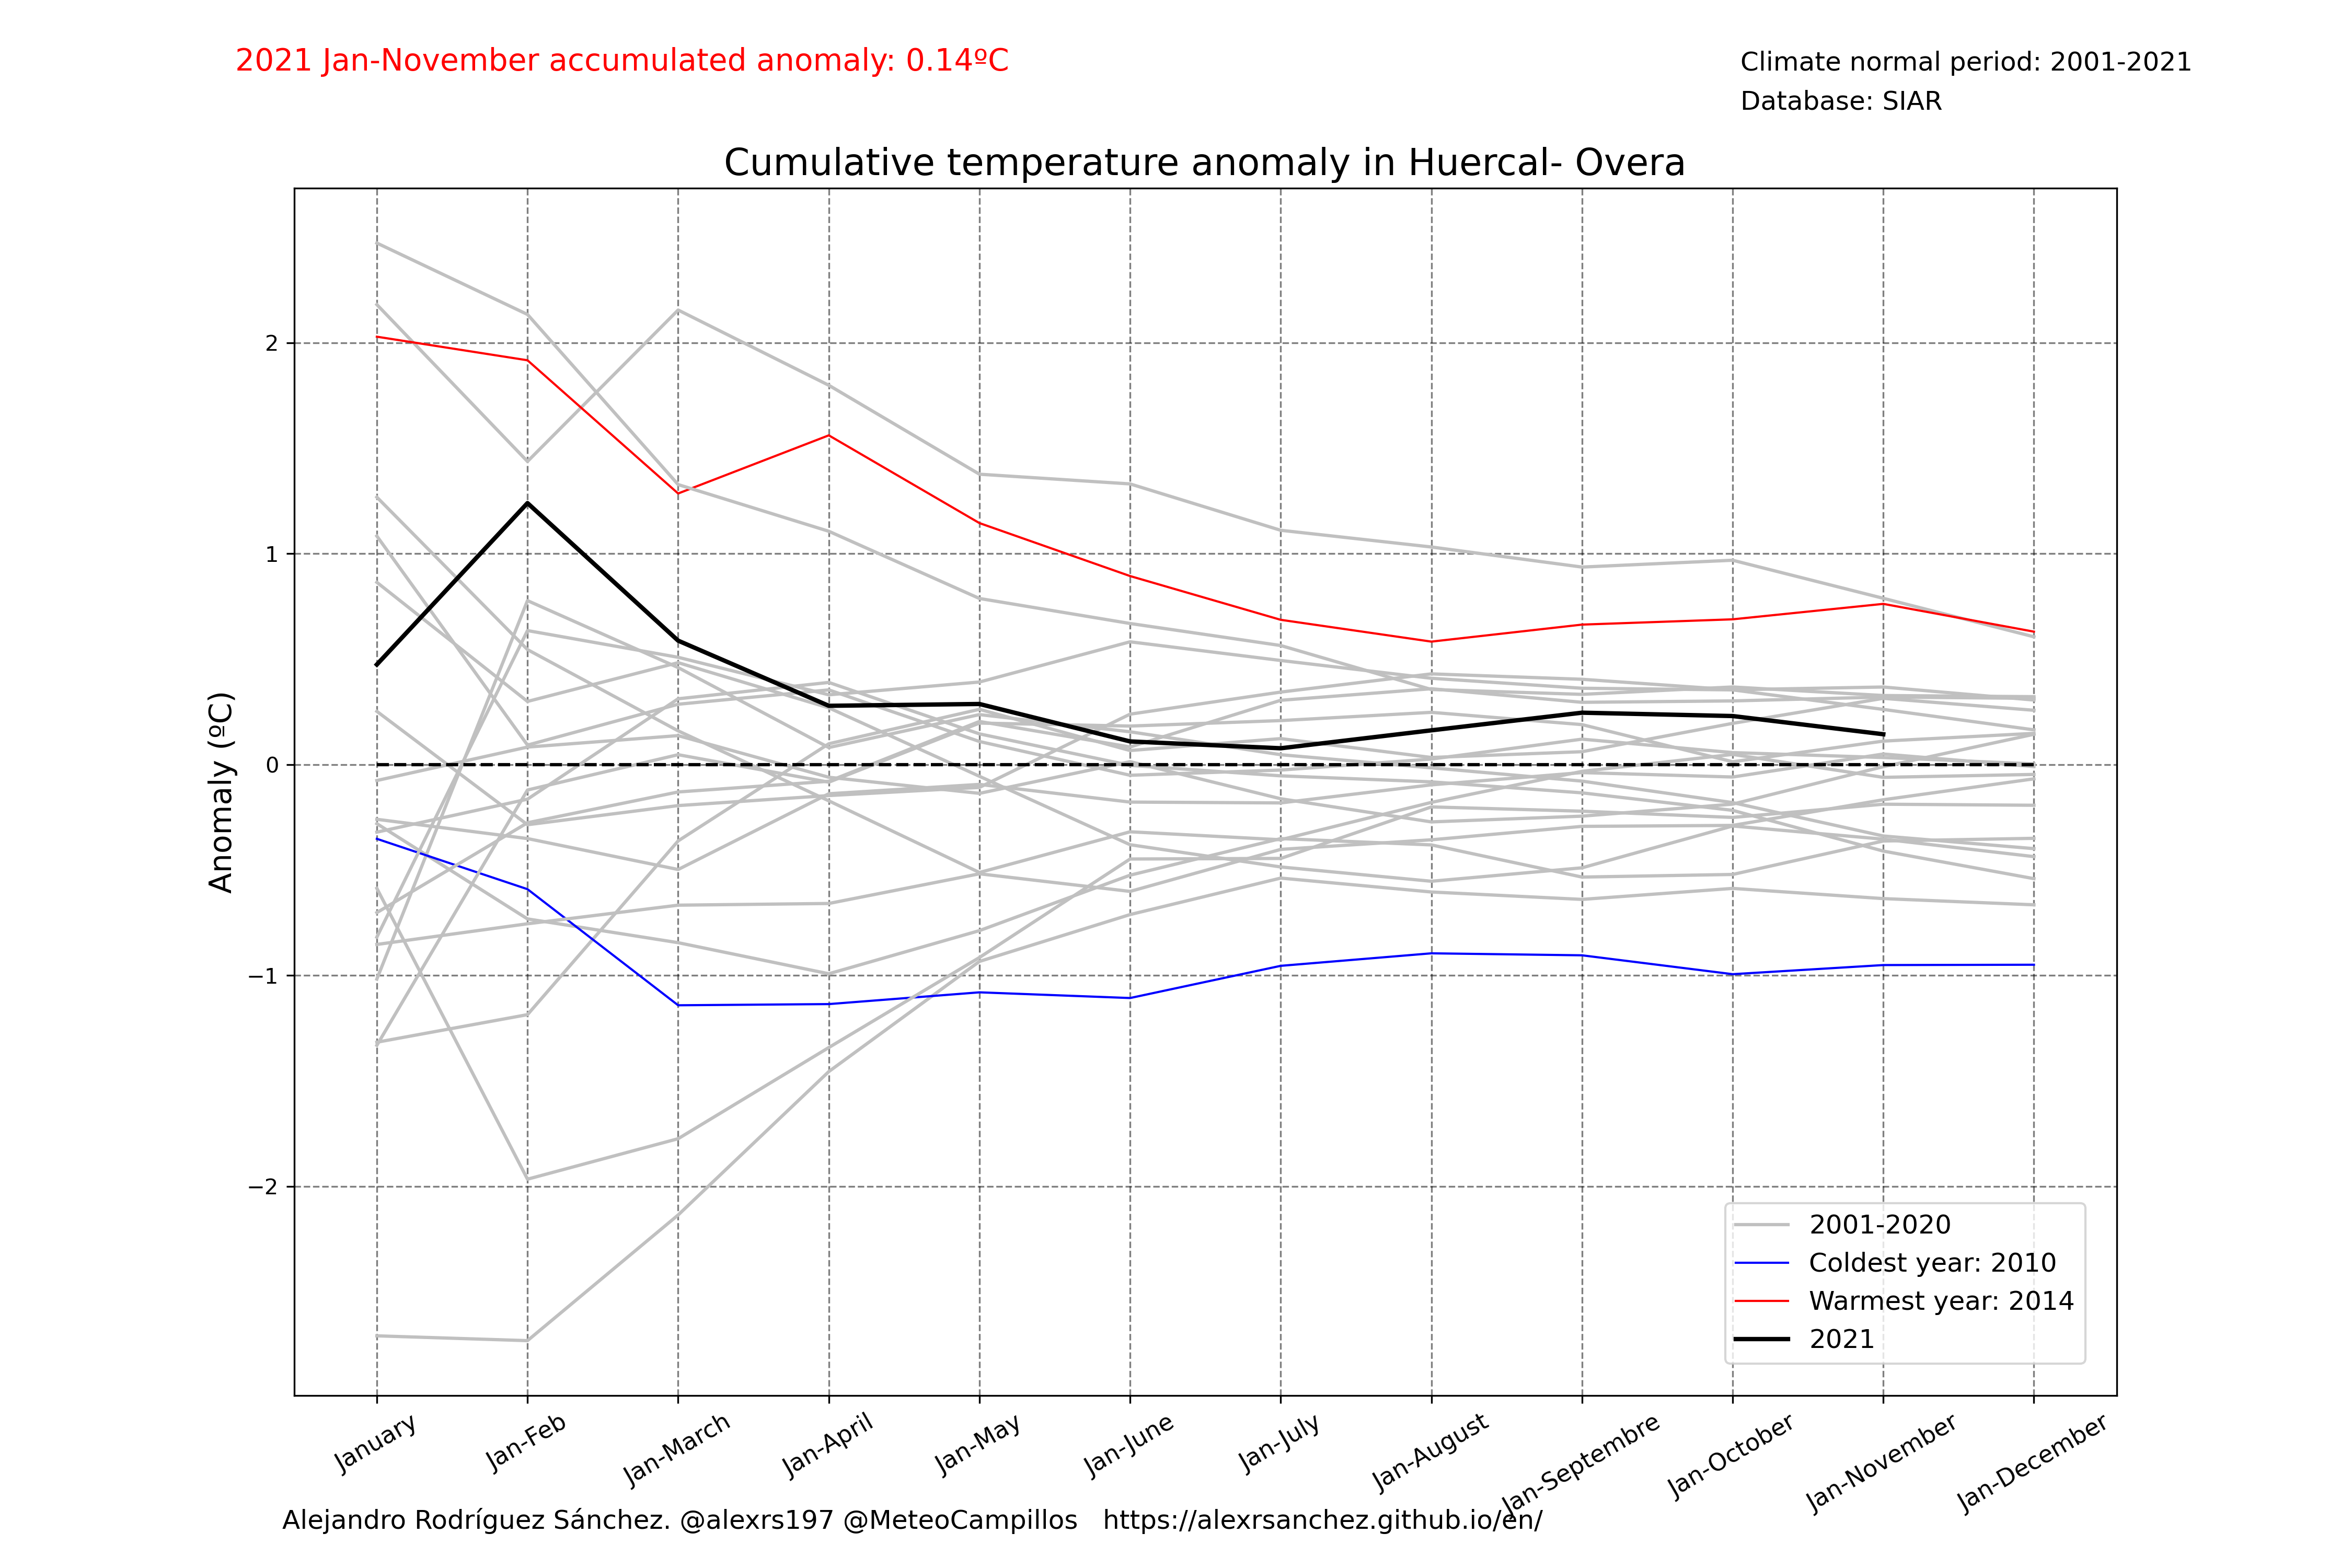 2021 Jan-November accumulated anomaly: 0.14ºC
Climate normal period: 2001-2021
Database: SIAR
Cumulative temperature anomaly in Huercal- Overa
Anomaly (ºC)
2
1
0
−1
−2
2001-2020
Coldest year: 2010
Warmest year: 2014
2021
January
Jan-Feb
Jan-March
Jan-April
Jan-May
Jan-June
Jan-July
Jan-August
Jan-Septembre
Jan-October
Jan-November
Jan-December
Alejandro Rodríguez Sánchez. @alexrs197 @MeteoCampillos   https://alexrsanchez.github.io/en/